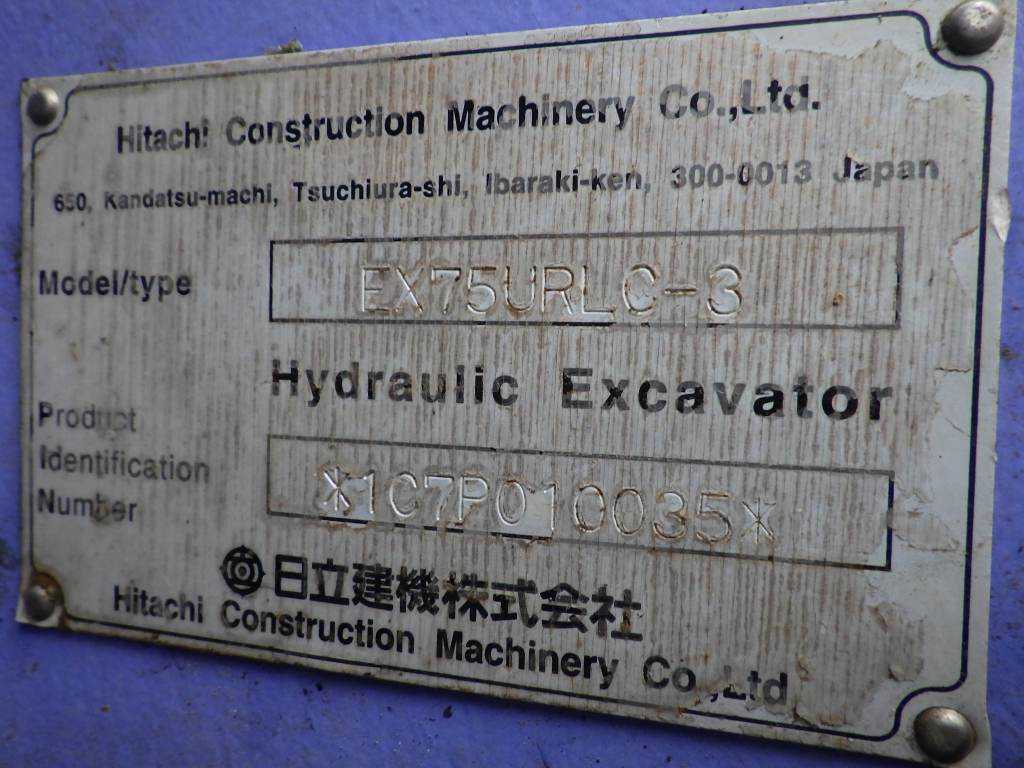 Hitachi Construction Machinery Co.,Ltd.
650, Kandatsu-machi, Tsuchiura-shi, Ibaraki-ken, 300-0013 Japan
Model/type EX75URLC-3
Hydraulic Excavator
Product
Identification
Number *1C7P010035*
日立建機株式会社
Hitachi Construction Machinery Co.,Ltd